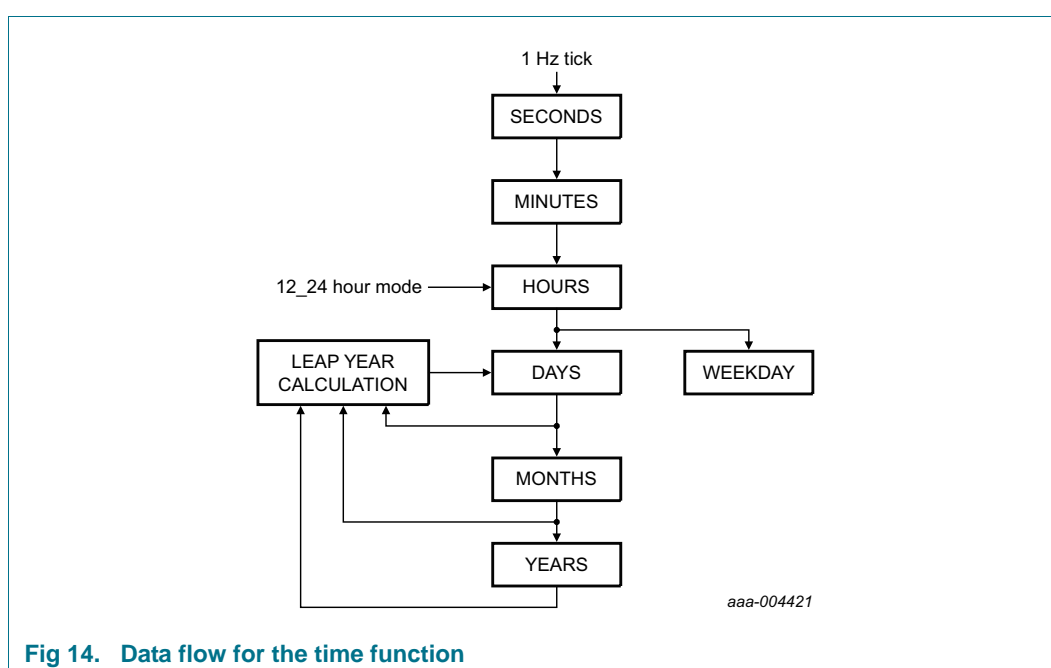 1 Hz tick
SECONDS
MINUTES
12_24 hour mode
HOURS
LEAP YEAR
CALCULATION
DAYS
WEEKDAY
MONTHS
YEARS
aaa-004421
Fig 14. Data flow for the time function